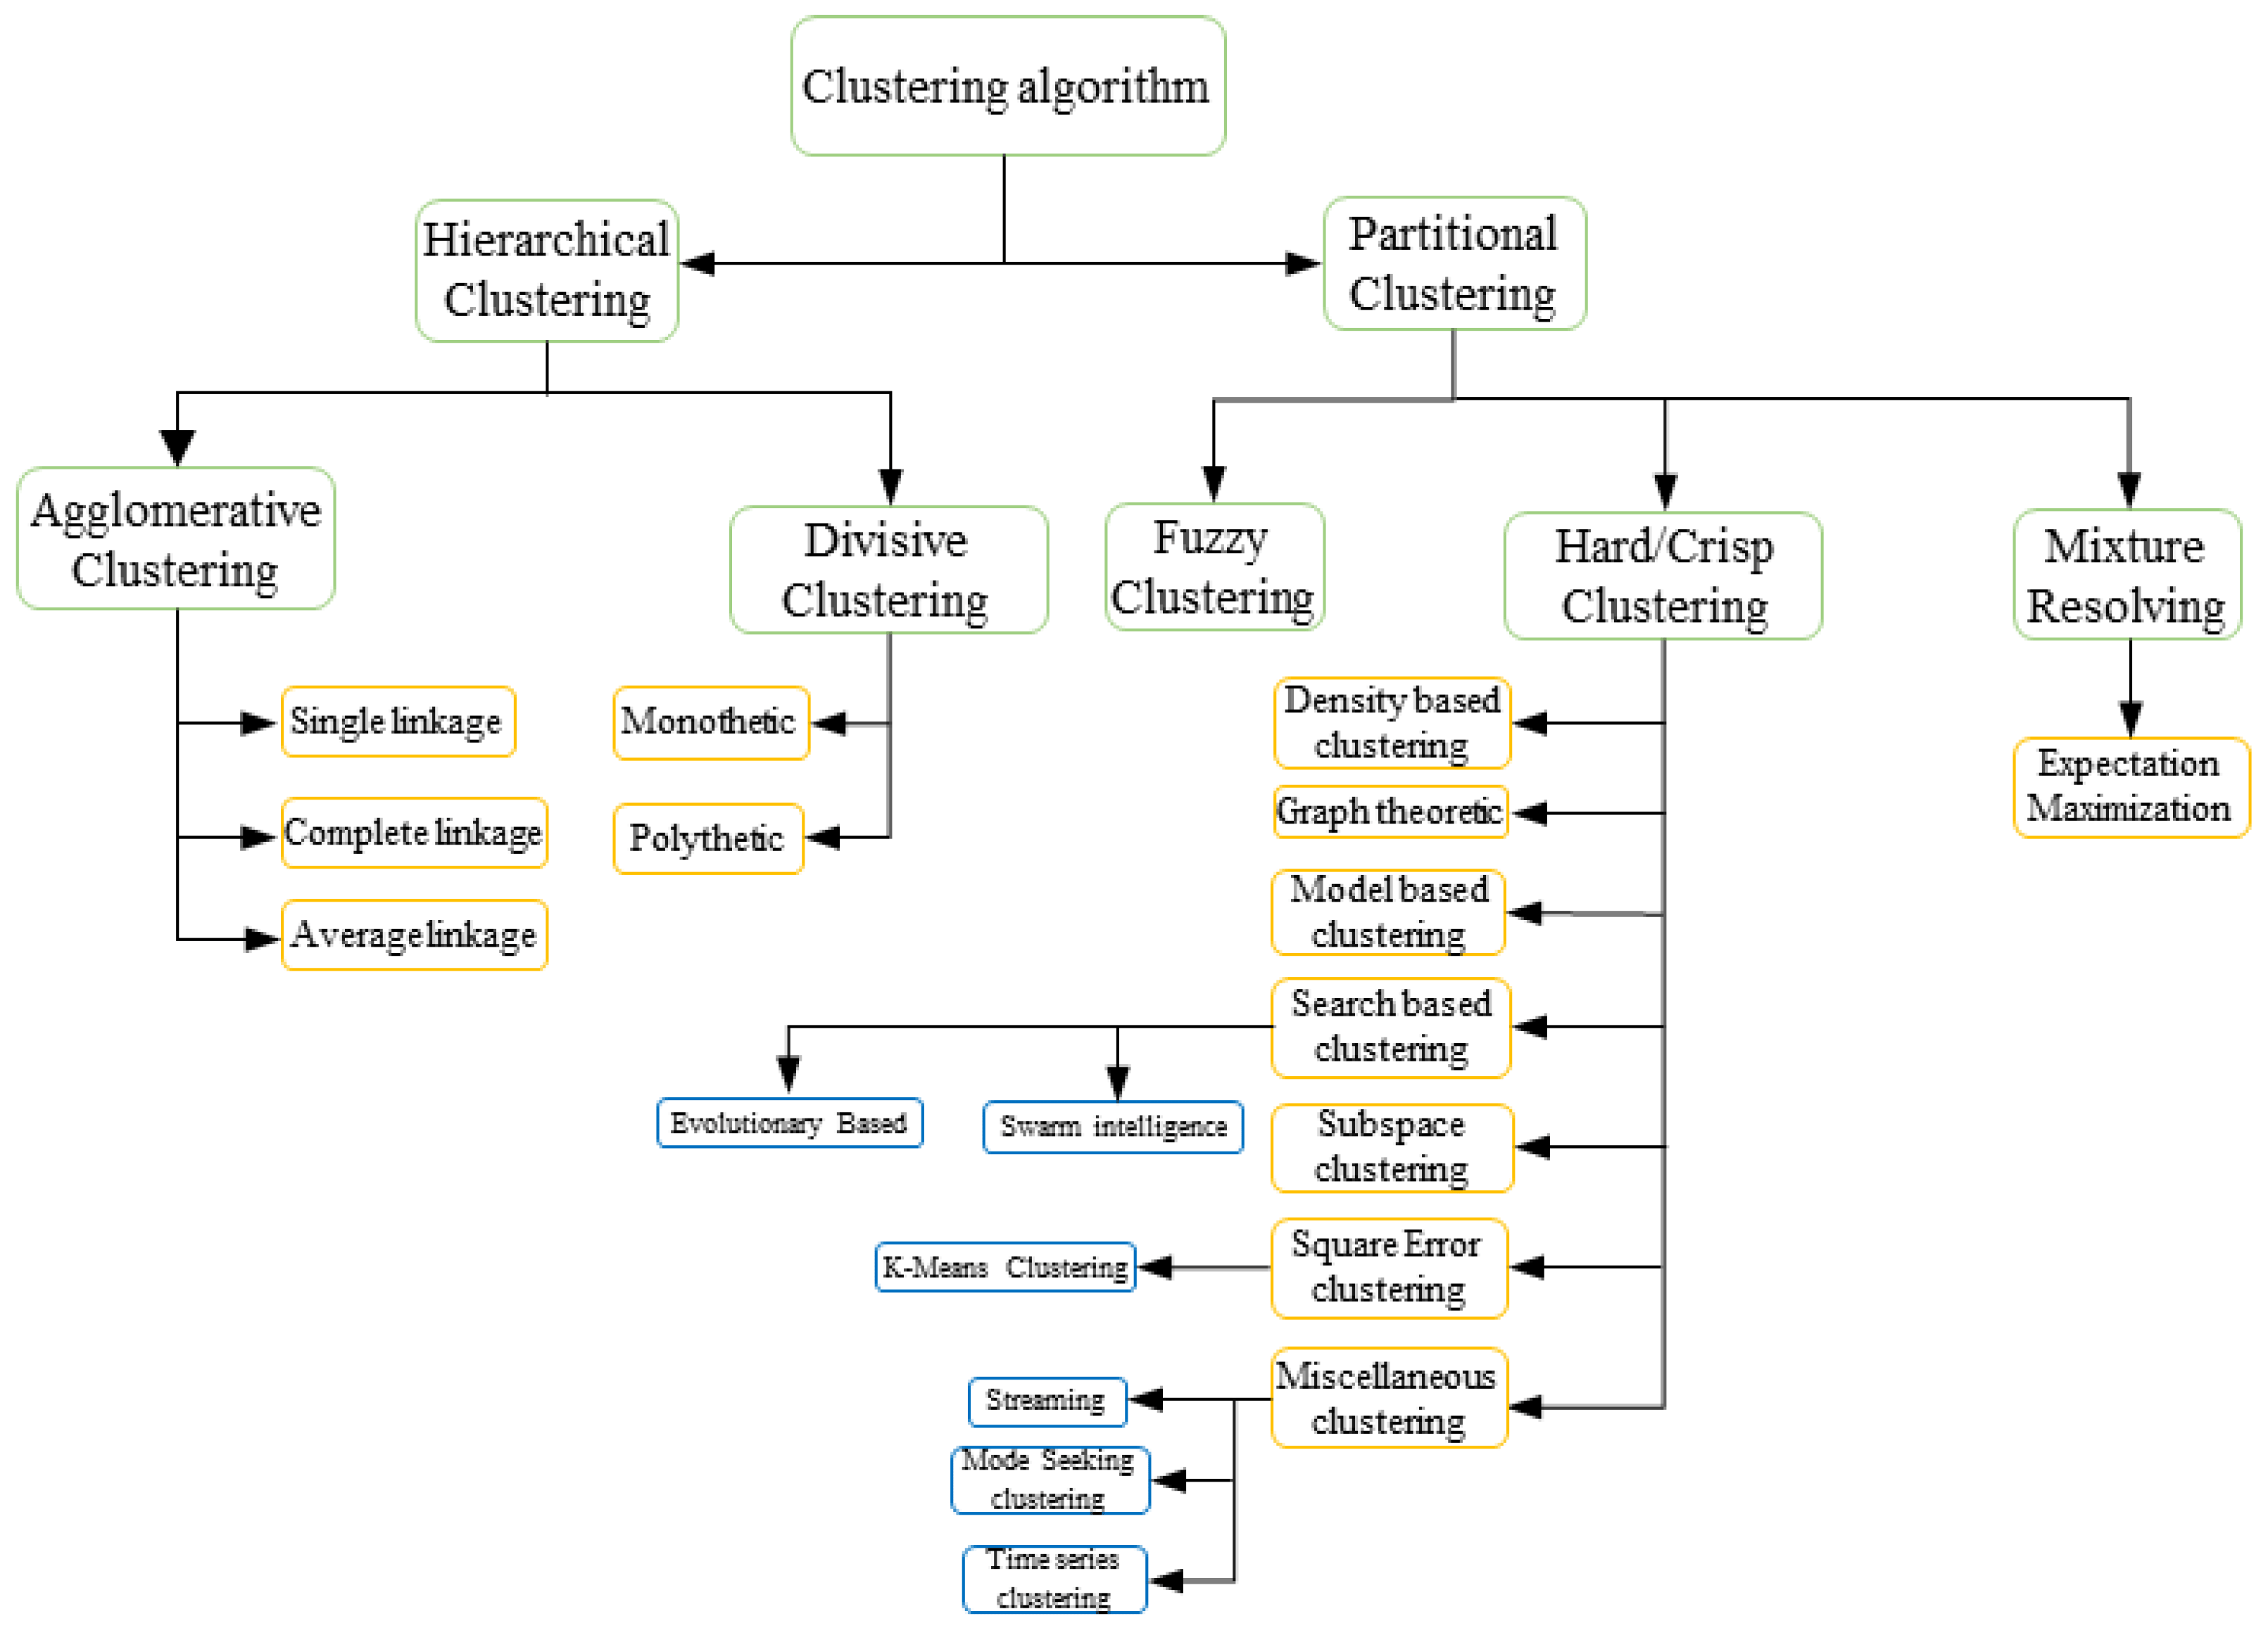 Clustering algorithm
Hierarchical
Clustering
Partitional
Clustering
Agglomerative
Clustering
Divisive
Clustering
Fuzzy
Clustering
Hard/Crisp
Clustering
Mixture
Resolving
Single linkage
Complete linkage
Average linkage
Monothetic
Polythetic
Density based
clustering
Graph theoretic
Model based
clustering
Search based
clustering
Evolutionary Based
Swarm intelligence
Subspace
clustering
Square Error
clustering
K-Means Clustering
Miscellaneous
clustering
Streaming
Mode Seeking
clustering
Time series
clustering
Expectation
Maximization